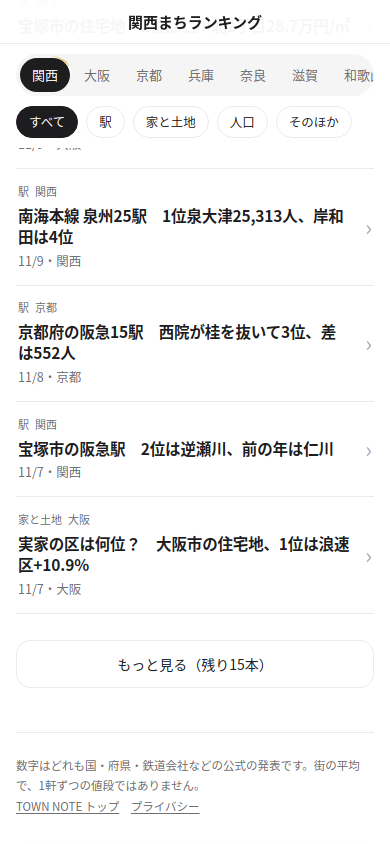 関西まちランキング
関西 大阪 京都 兵庫 奈良 滋賀
すべて 駅 家と土地 人口 そのほか
駅 関西
南海本線 泉州25駅　1位泉大津25,313人、岸和
田は4位
11/9・関西
駅 京都
京都府の阪急15駅　西院が桂を抜いて3位、差
は552人
11/8・京都
駅 関西
宝塚市の阪急駅　2位は逆瀬川、前の年は仁川
11/7・関西
家と土地 大阪
実家の区は何位？　大阪市の住宅地、1位は浪速
区+10.9%
11/7・大阪
もっと見る（残り15本）
数字はどれも国・府県・鉄道会社などの公式の発表です。街の平均
で、1軒ずつの値段ではありません。
TOWN NOTE トップ プライバシー